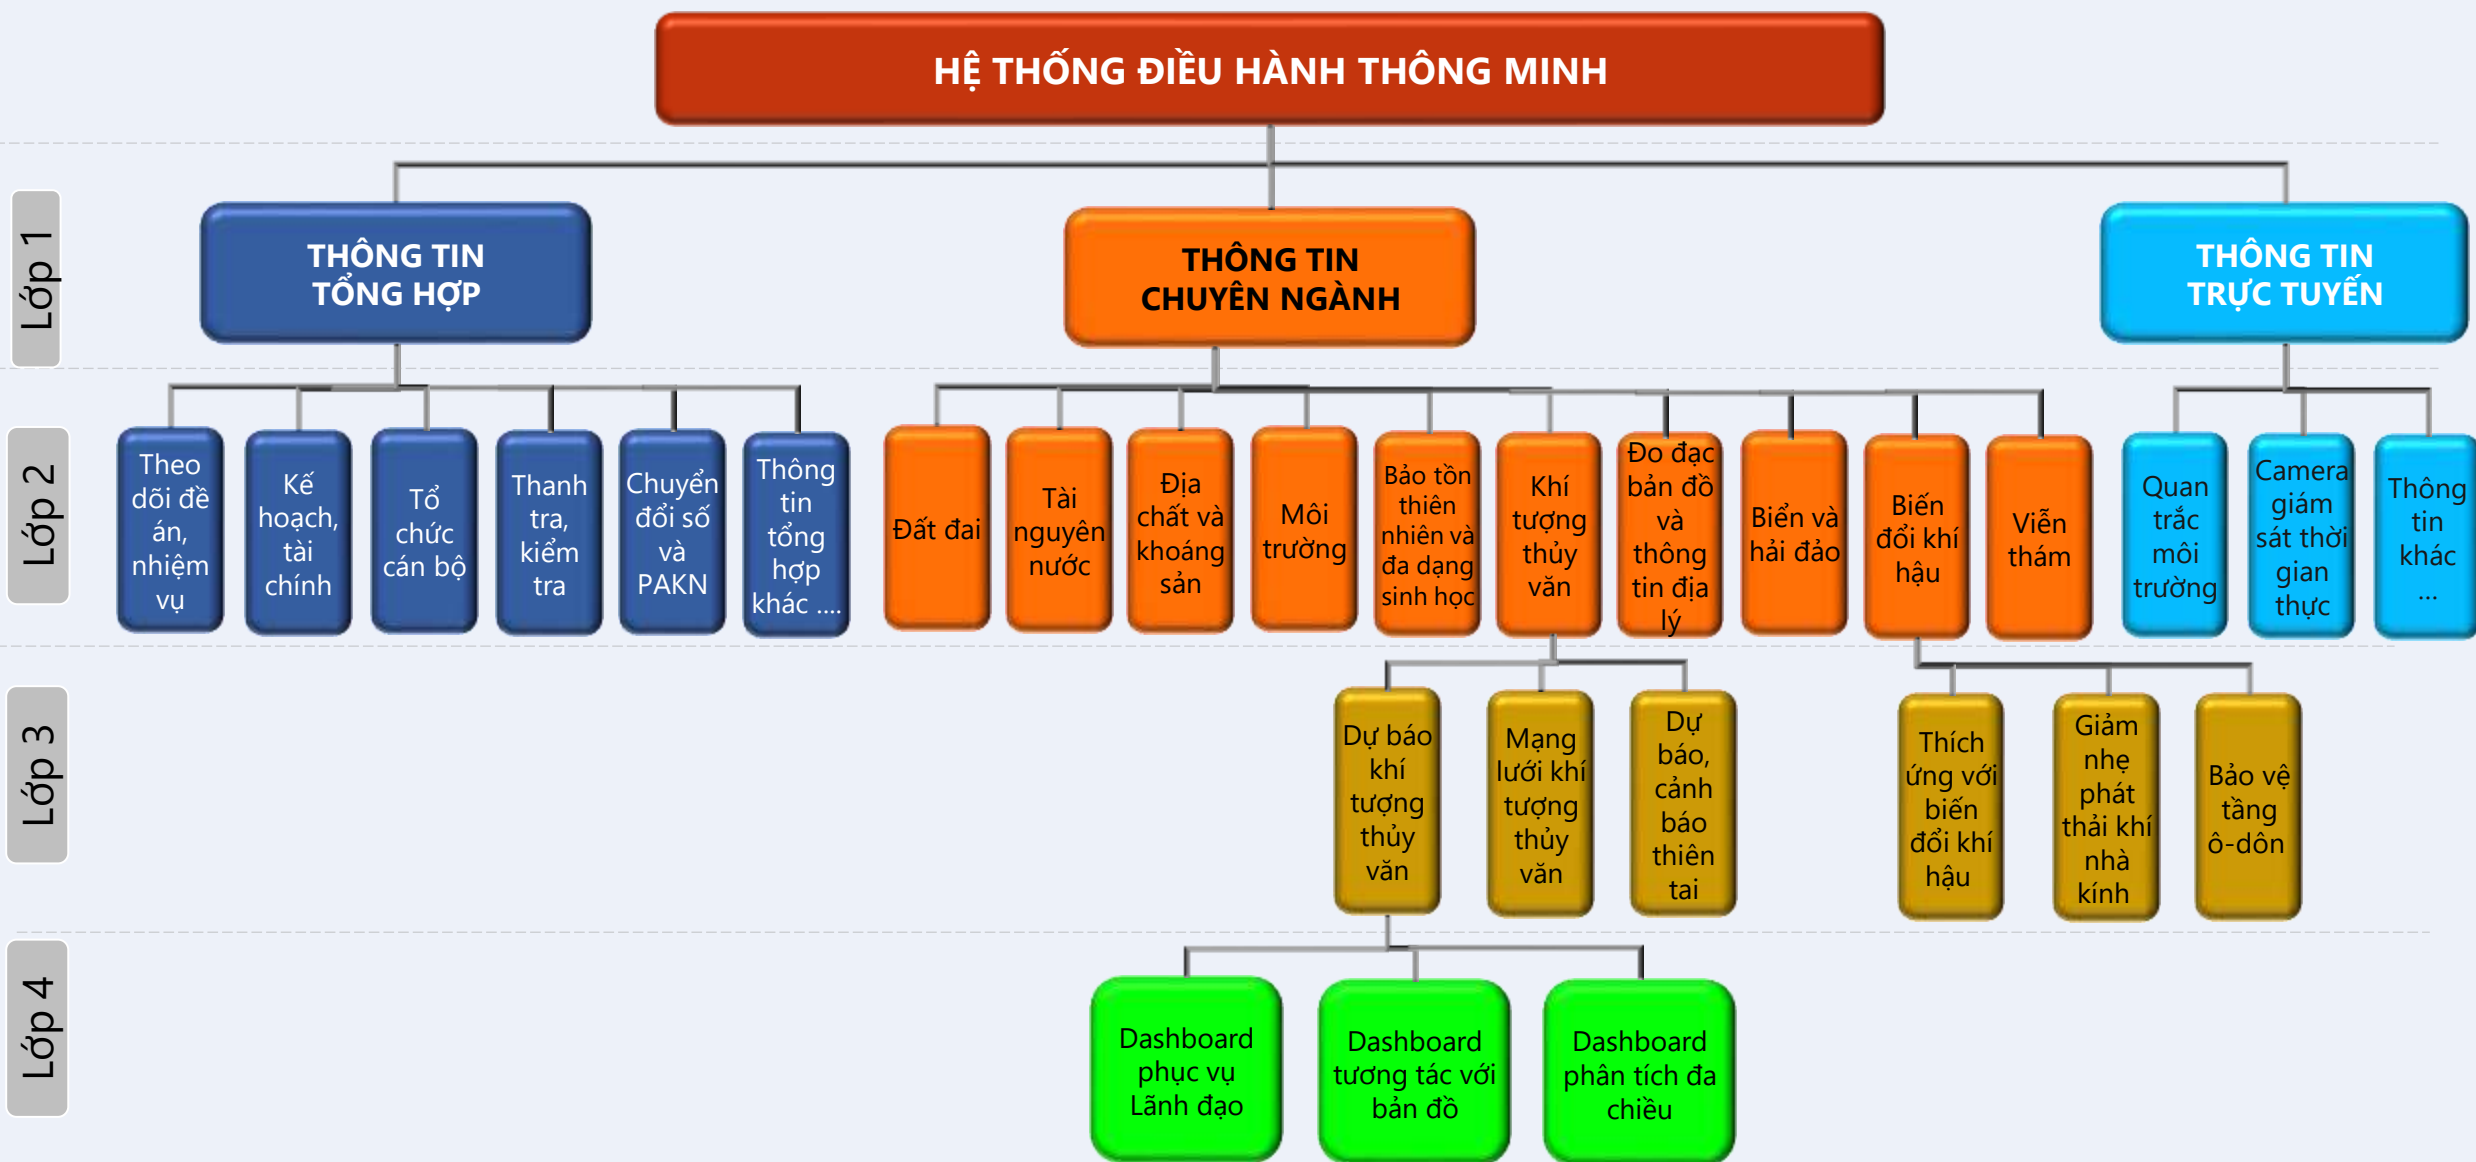 HỆ THỐNG ĐIỀU HÀNH THÔNG MINH
Lớp 1
THÔNG TIN
TỔNG HỢP
THÔNG TIN
CHUYÊN NGÀNH
THÔNG TIN
TRỰC TUYẾN
Lớp 2
Theo
dõi đề
án,
nhiệm
vụ
Kế
hoạch,
tài
chính
Tổ
chức
cán bộ
Thanh
tra,
kiểm
tra
Chuyển
đổi số
và
PAKN
Thông
tin
tổng
hợp
khác ....
Đất đai
Tài
nguyên
nước
Địa
chất và
khoáng
sản
Môi
trường
Bảo tồn
thiên
nhiên và
đa dạng
sinh học
Khí
tượng
thủy
văn
Đo đạc
bản đồ
và
thông
tin địa
lý
Biển và
hải đảo
Biến
đổi khí
hậu
Viễn
thám
Quan
trắc
môi
trường
Camera
giám
sát thời
gian
thực
Thông
tin
khác
...
Lớp 3
Dự báo
khí
tượng
thủy
văn
Mạng
lưới khí
tượng
thủy
văn
Dự
báo,
cảnh
báo
thiên
tai
Thích
ứng với
biến
đổi khí
hậu
Giảm
nhẹ
phát
thải khí
nhà
kính
Bảo vệ
tầng
ô-dôn
Lớp 4
Dashboard
phục vụ
Lãnh đạo
Dashboard
tương tác với
bản đồ
Dashboard
phân tích đa
chiều